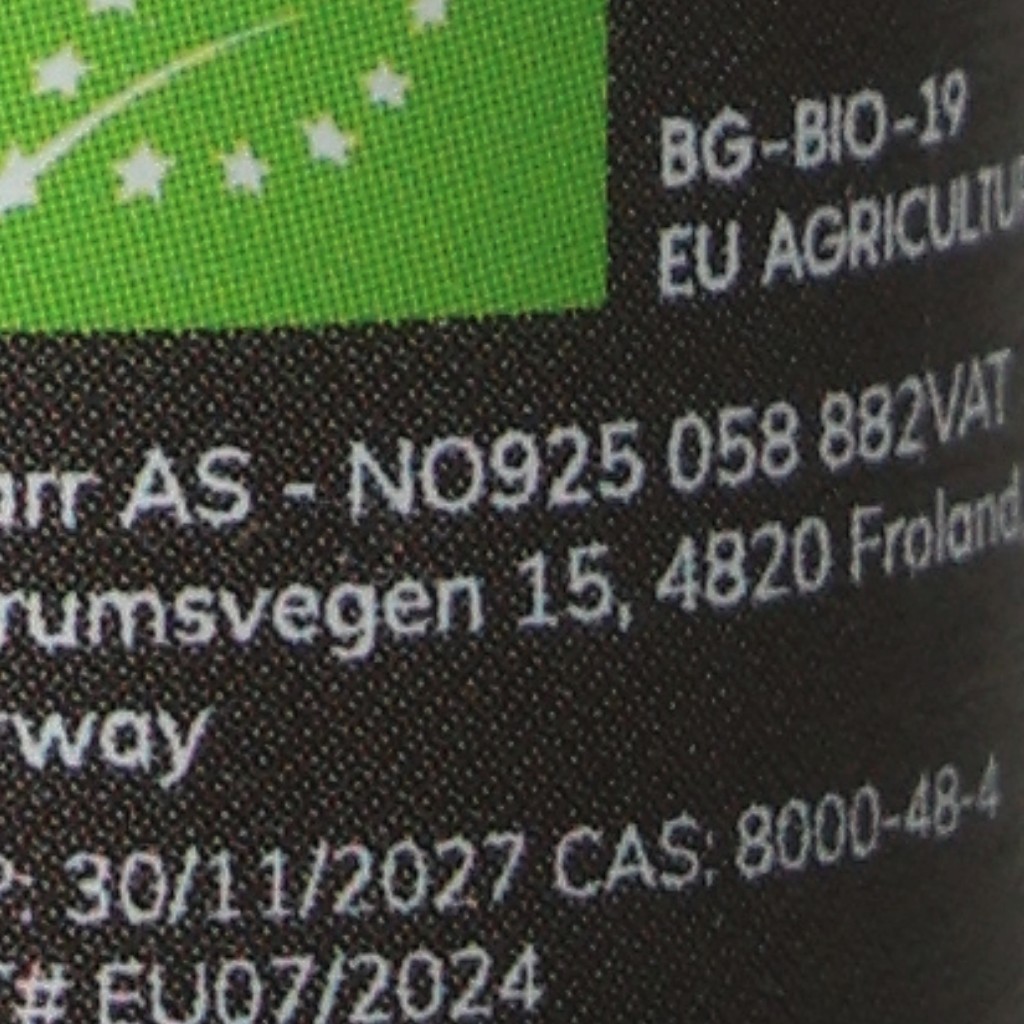 BG-BIO-19
EU AGRICULTU
arr AS - NO925 058 882VAT
rumsvegen 15, 4820 Froland,
rway
P: 30/11/2027 CAS: 8000-48-4
T# EU07/2024